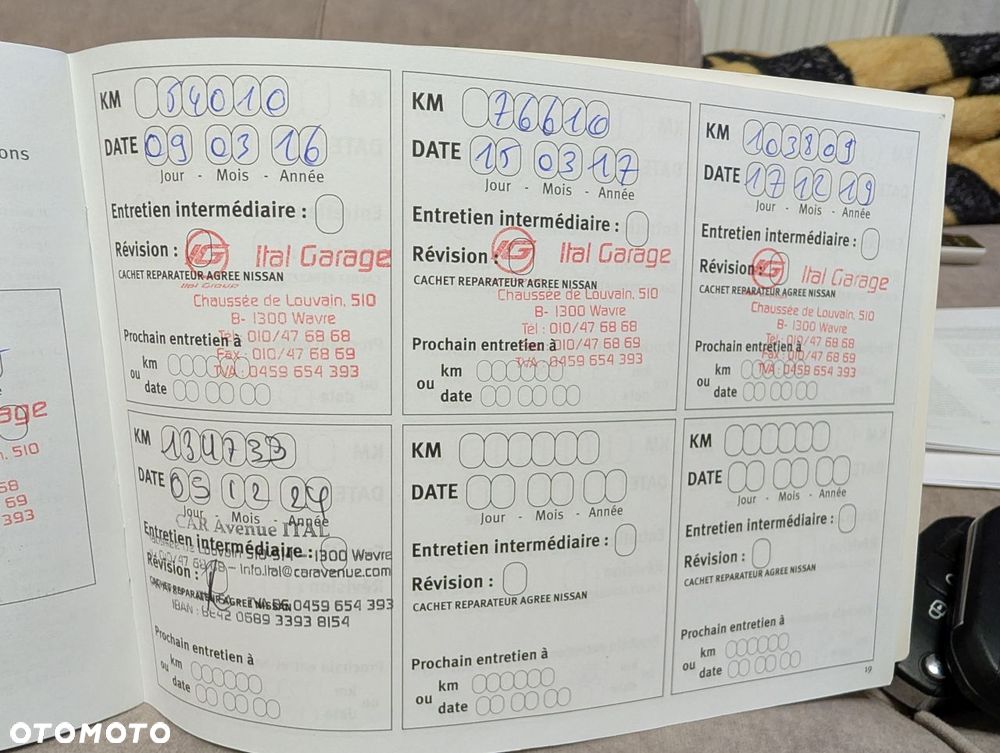 ons
KM 54010
DATE 09 03 16
Jour - Mois - Année
Entretien intermédiaire :
Révision :
IG Ital Garage
CACHET REPARATEUR AGREE NISSAN
Ital Group
Chaussée de Louvain, 510
B- 1300 Wavre
Tel : 010/47 68 68
Prochain entretien à
Fax : 010/47 68 69
km
TVA : 0459 654 393
ou
date
KM 76610
DATE 15 03 17
Jour - Mois - Année
Entretien intermédiaire :
Révision :
IG Ital Garage
CACHET REPARATEUR AGREE NISSAN
Chaussée de Louvain, 510
B- 1300 Wavre
Tel : 010/47 68 68
Prochain entretien à
Fax : 010/47 68 69
km
TVA : 0459 654 393
ou
date
KM 103809
DATE 17 12 19
Jour - Mois - Année
Entretien intermédiaire :
Révision :
IG Ital Garage
CACHET REPARATEUR AGREE NISSAN
Chaussée de Louvain, 510
B- 1300 Wavre
Tel : 010/47 68 68
Prochain entretien à
Fax : 010/47 68 69
km
TVA : 0459 654 393
ou
date
age
n, 510
68
69
393
KM 134733
DATE 05 12 24
Jour - Mois - Année
CAR Avenue ITAL
Entretien intermédiaire :
1300 Wavre
Révision :
info.ital@caravenue.com
CACHET REPARATEUR AGREE NISSAN
0459 654 393
IBAN : BE42 0689 3393 8154
Prochain entretien à
km
ou
date
KM
DATE
Jour - Mois - Année
Entretien intermédiaire :
Révision :
CACHET REPARATEUR AGREE NISSAN
Prochain entretien à
km
ou
date
KM
DATE
Jour - Mois - Année
Entretien intermédiaire :
Révision :
CACHET REPARATEUR AGREE NISSAN
Prochain entretien à
km
ou
date
19
OTOMOTO